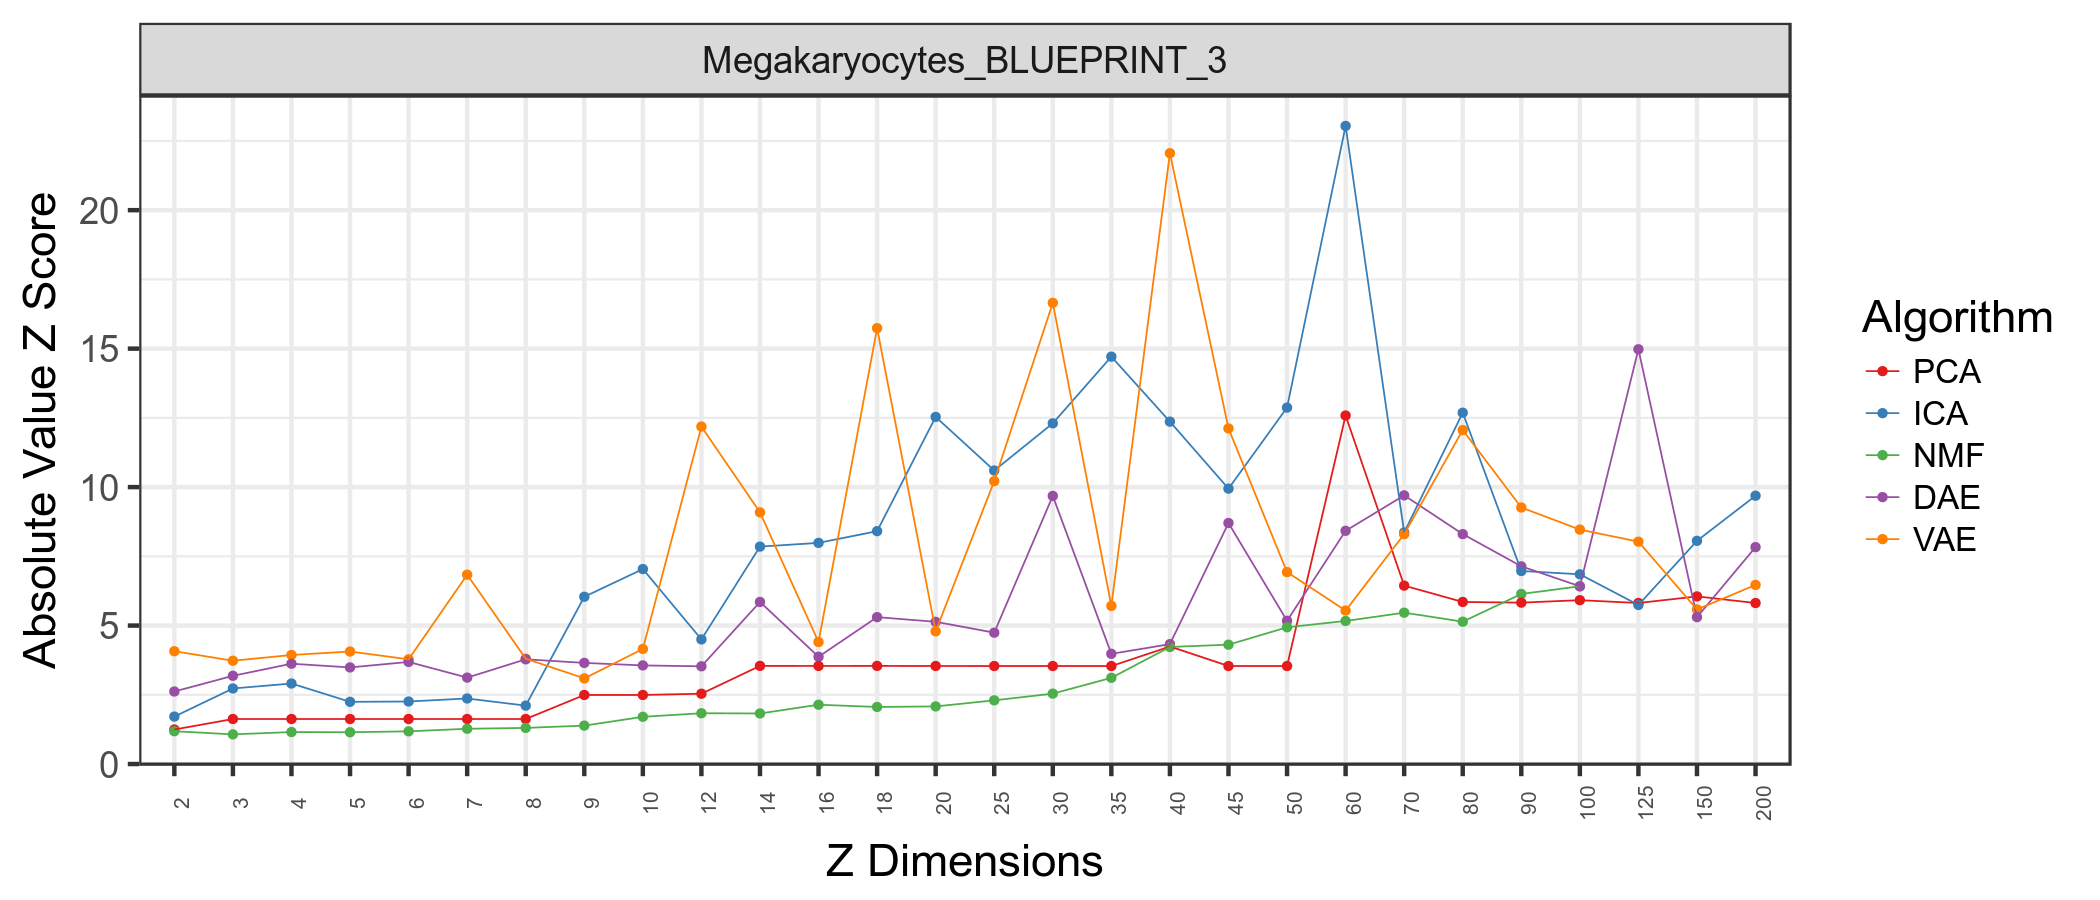 Megakaryocytes_BLUEPRINT_3
Absolute Value Z Score
20
15
10
5
0
2 3 4 5 6 7 8 9 10 12 14 16 18 20 25 30 35 40 45 50 60 70 80 90 100 125 150 200
Z Dimensions
Algorithm
PCA
ICA
NMF
DAE
VAE